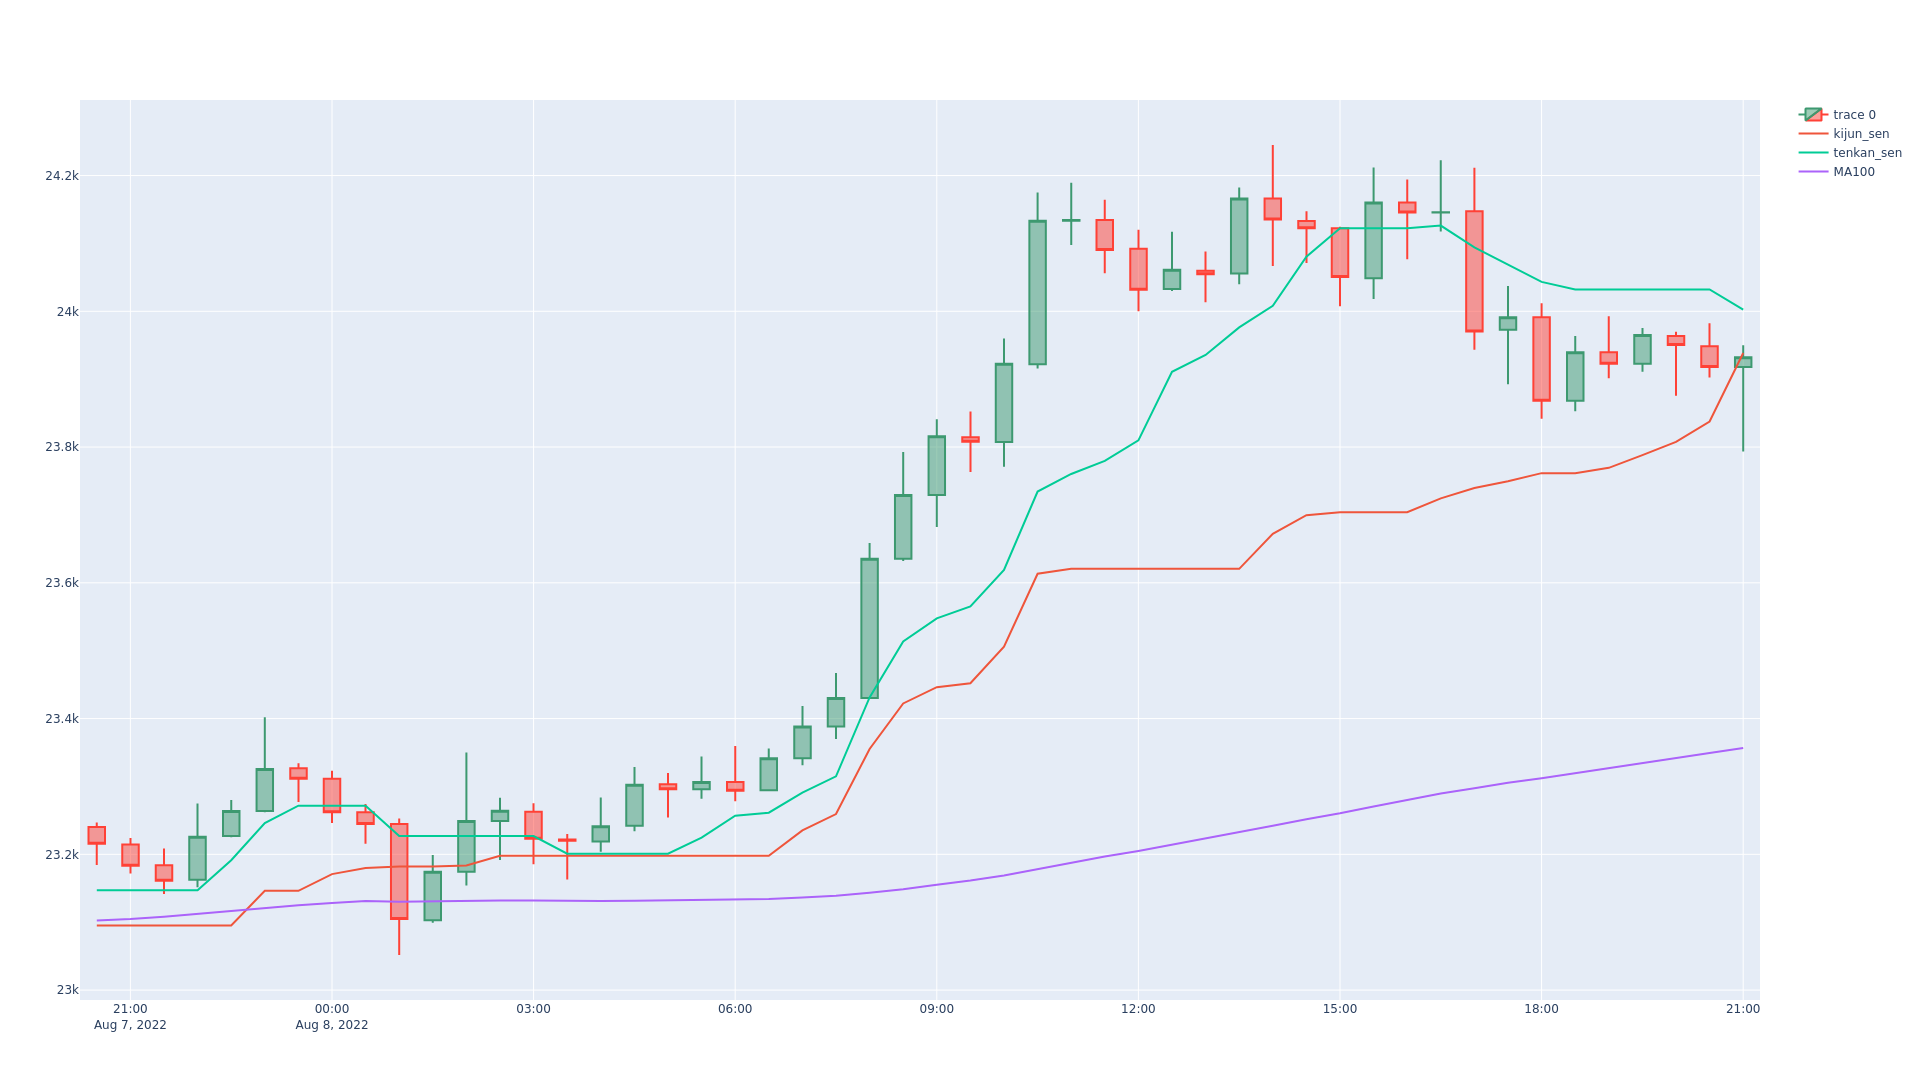 trace 0
kijun_sen
tenkan_sen
MA100
24.2k
24k
23.8k
23.6k
23.4k
23.2k
23k
21:00 00:00 03:00 06:00 09:00 12:00 15:00 18:00 21:00
Aug 7, 2022 Aug 8, 2022